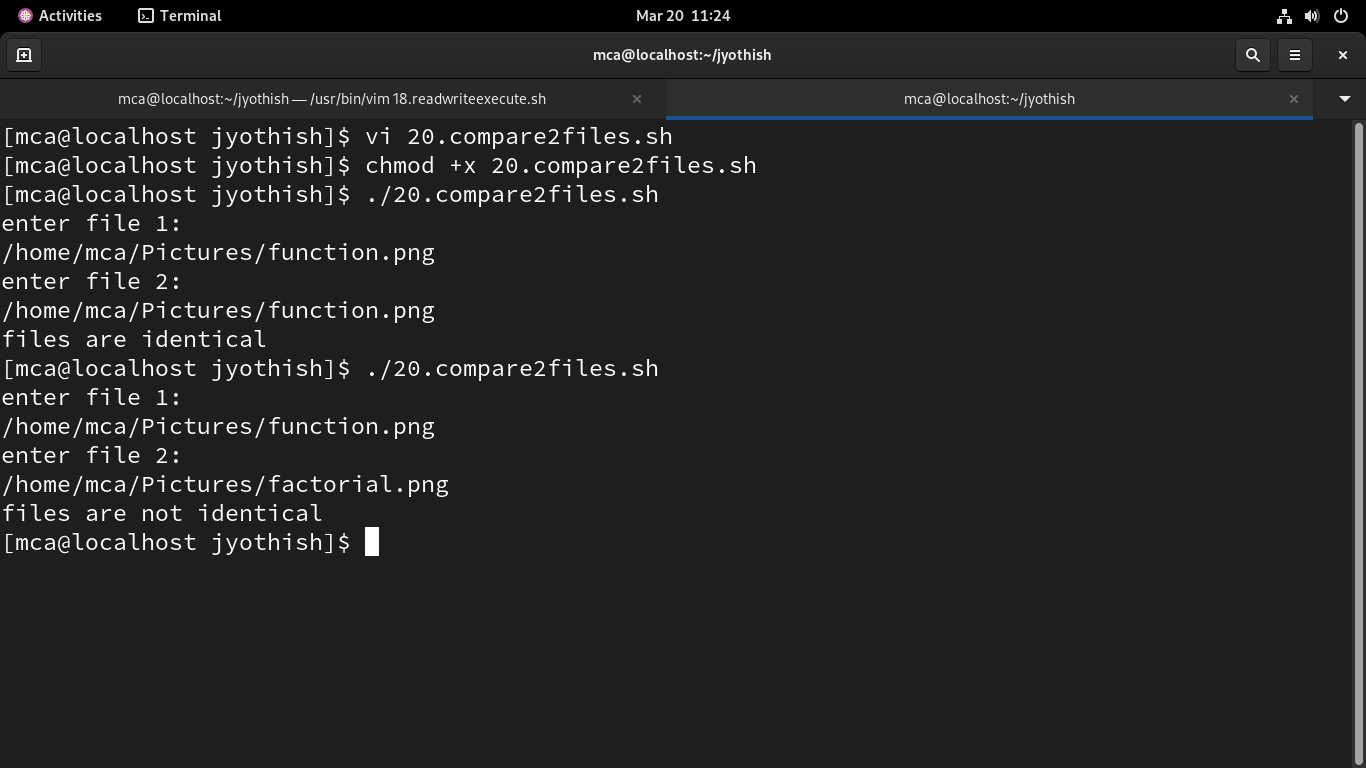 Activities Terminal Mar 20 11:24
mca@localhost:~/jyothish
mca@localhost:~/jyothish — /usr/bin/vim 18.readwriteexecute.sh mca@localhost:~/jyothish
[mca@localhost jyothish]$ vi 20.compare2files.sh
[mca@localhost jyothish]$ chmod +x 20.compare2files.sh
[mca@localhost jyothish]$ ./20.compare2files.sh
enter file 1:
/home/mca/Pictures/function.png
enter file 2:
/home/mca/Pictures/function.png
files are identical
[mca@localhost jyothish]$ ./20.compare2files.sh
enter file 1:
/home/mca/Pictures/function.png
enter file 2:
/home/mca/Pictures/factorial.png
files are not identical
[mca@localhost jyothish]$